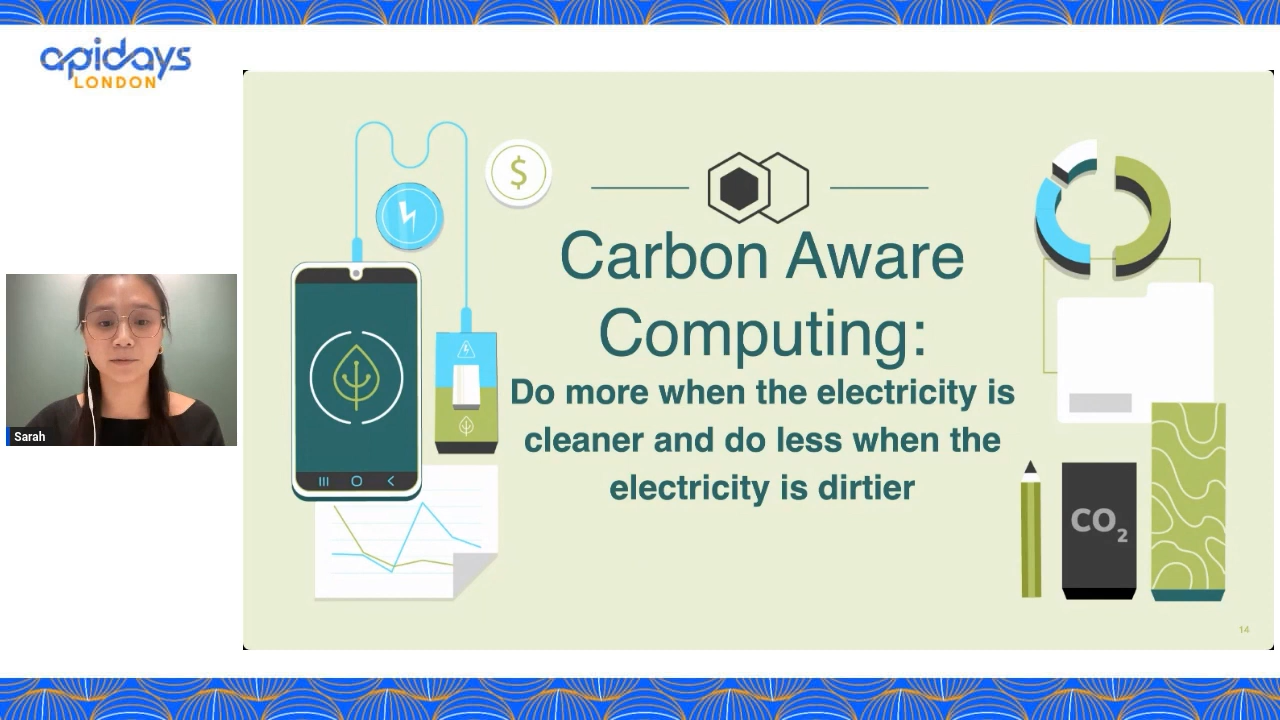 apidays
LONDON
$
Carbon Aware
Computing:
Do more when the electricity is
cleaner and do less when the
electricity is dirtier
CO2
Sarah
14